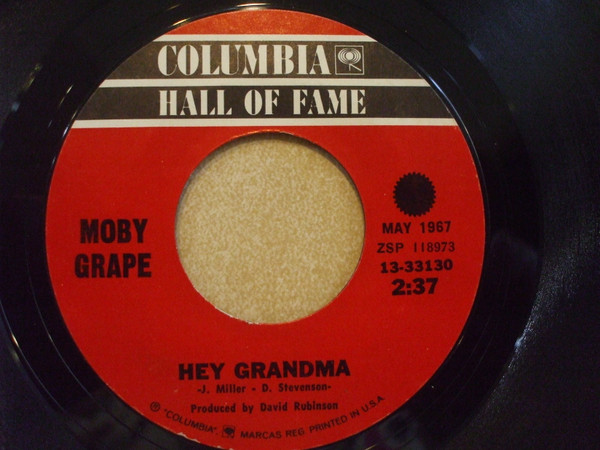 COLUMBIA
HALL OF FAME
MOBY
GRAPE
MAY 1967
ZSP 118973
13-33130
2:37
HEY GRANDMA
-J. Miller - D. Stevenson-
Produced by David Rubinson
℗ "COLUMBIA", MARCAS REG. PRINTED IN U.S.A.